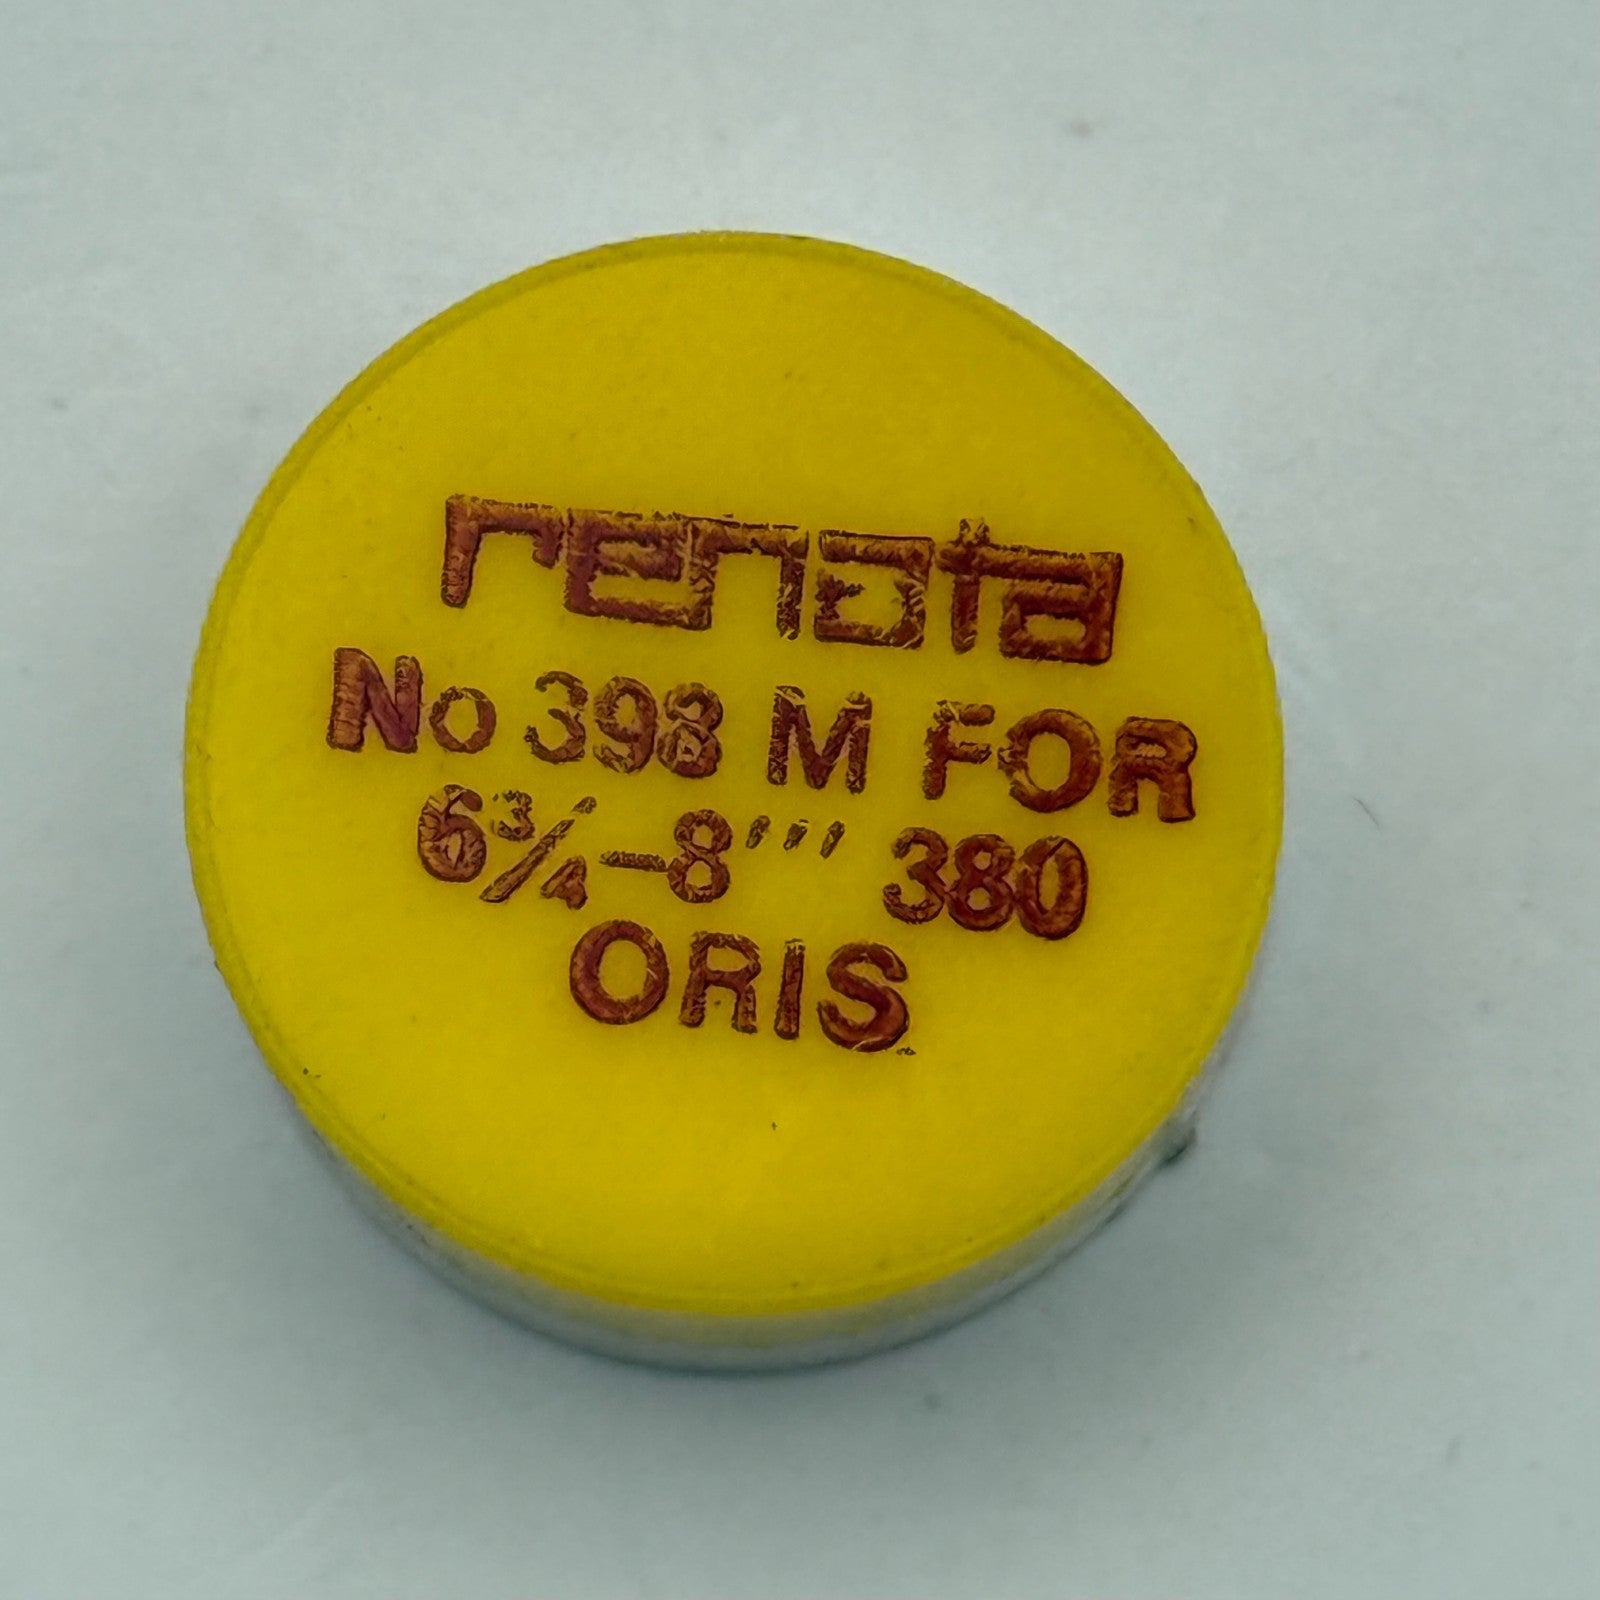 renata
No 398 M FOR
6¾–8''' 380
ORIS